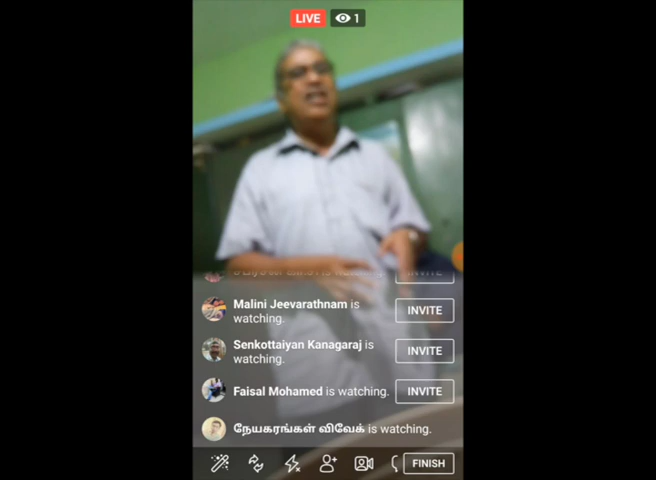 LIVE 1
INVITE
Malini Jeevarathnam is
watching.
INVITE
Senkottaiyan Kanagaraj is
watching.
INVITE
Faisal Mohamed is watching.
INVITE
நேயகரங்கள் விவேக் is watching.
FINISH